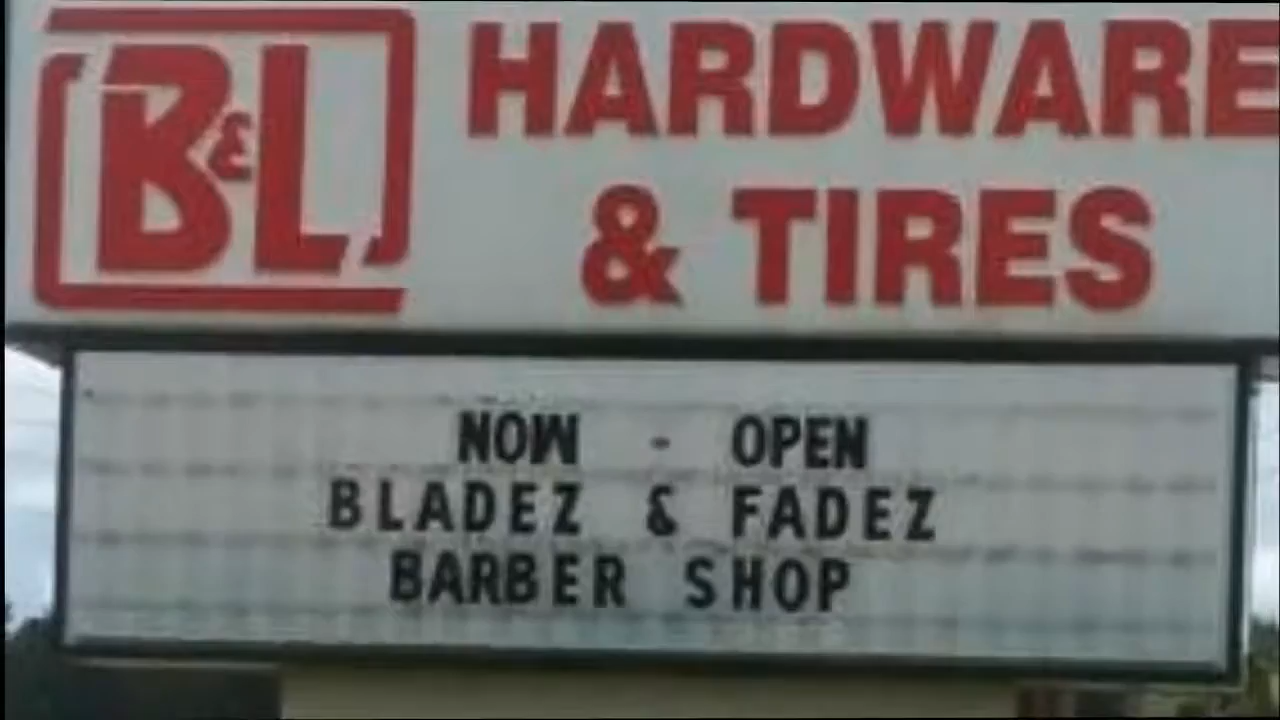 B&L
HARDWARE
& TIRES
NOW - OPEN
BLADEZ & FADEZ
BARBER SHOP